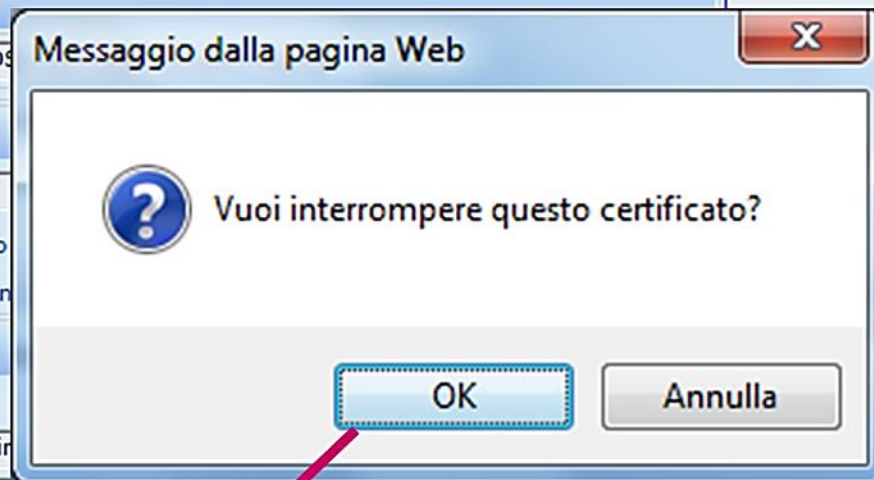 Messaggio dalla pagina Web
Vuoi interrompere questo certificato?
OK
Annulla